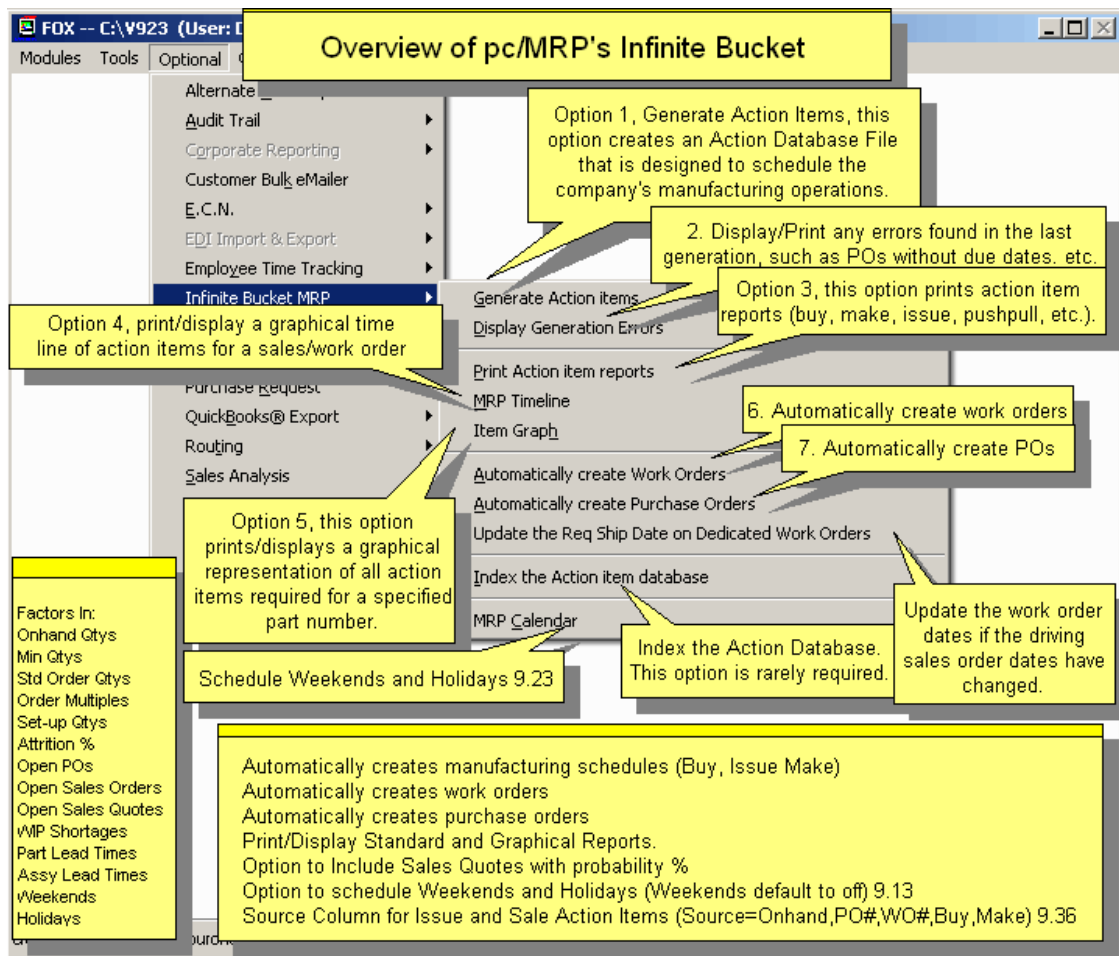 FOX -- C:\V923 (User:
Overview of pc/MRP's Infinite Bucket
Modules Tools Optional
Alternate
Audit Trail
Corporate Reporting
Customer Bulk eMailer
E.C.N.
EDI Import & Export
Employee Time Tracking
Infinite Bucket MRP
Purchase Request
QuickBooks® Export
Routing
Sales Analysis
Option 1, Generate Action Items, this
option creates an Action Database File
that is designed to schedule the
company's manufacturing operations.
2. Display/Print any errors found in the last
generation, such as POs without due dates. etc.
Option 3, this option prints action item
reports (buy, make, issue, pushpull, etc.).
Option 4, print/display a graphical time
line of action items for a sales/work order
Generate Action items
Display Generation Errors
Print Action item reports
MRP Timeline
Item Graph
Automatically create Work Orders
Automatically create Purchase Orders
Update the Req Ship Date on Dedicated Work Orders
Index the Action item database
MRP Calendar
6. Automatically create work orders
7. Automatically create POs
Option 5, this option
prints/displays a graphical
representation of all action
items required for a specified
part number.
Schedule Weekends and Holidays 9.23
Index the Action Database.
This option is rarely required.
Update the work order
dates if the driving
sales order dates have
changed.
Factors In:
Onhand Qtys
Min Qtys
Std Order Qtys
Order Multiples
Set-up Qtys
Attrition %
Open POs
Open Sales Orders
Open Sales Quotes
WIP Shortages
Part Lead Times
Assy Lead Times
Weekends
Holidays
Automatically creates manufacturing schedules (Buy, Issue Make)
Automatically creates work orders
Automatically creates purchase orders
Print/Display Standard and Graphical Reports.
Option to Include Sales Quotes with probability %
Option to schedule Weekends and Holidays (Weekends default to off) 9.13
Source Column for Issue and Sale Action Items (Source=Onhand,PO#,WO#,Buy,Make) 9.36